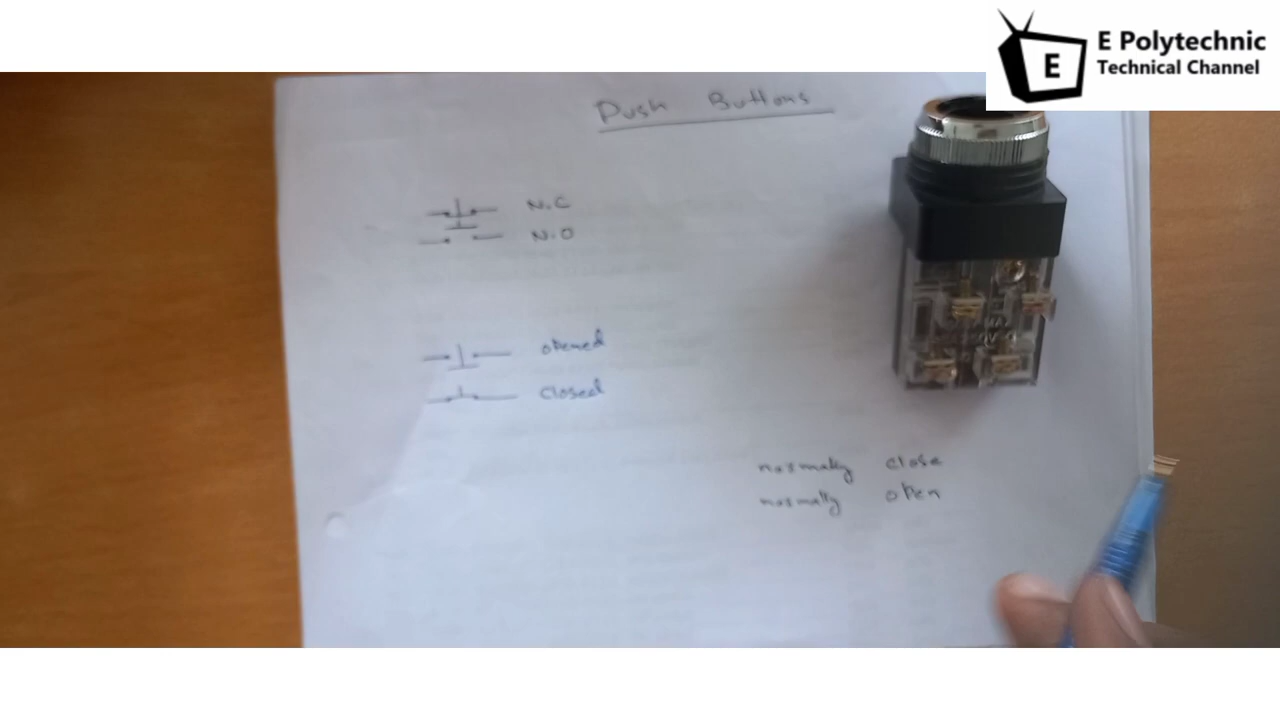 E Polytechnic
Technical Channel
E
Push Buttons
N.C
N.O
opened
closed
normally close
normally open